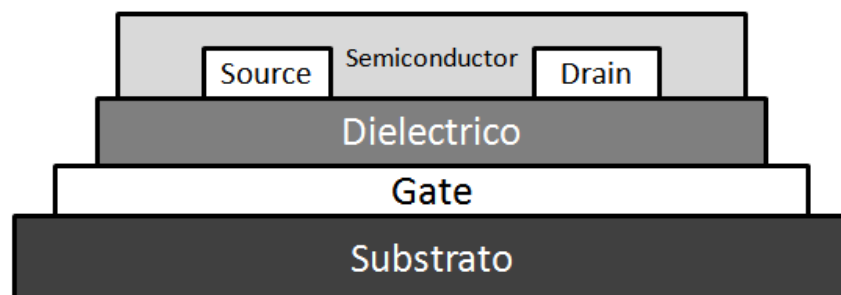 Source Semiconductor Drain
Dielectrico
Gate
Substrato